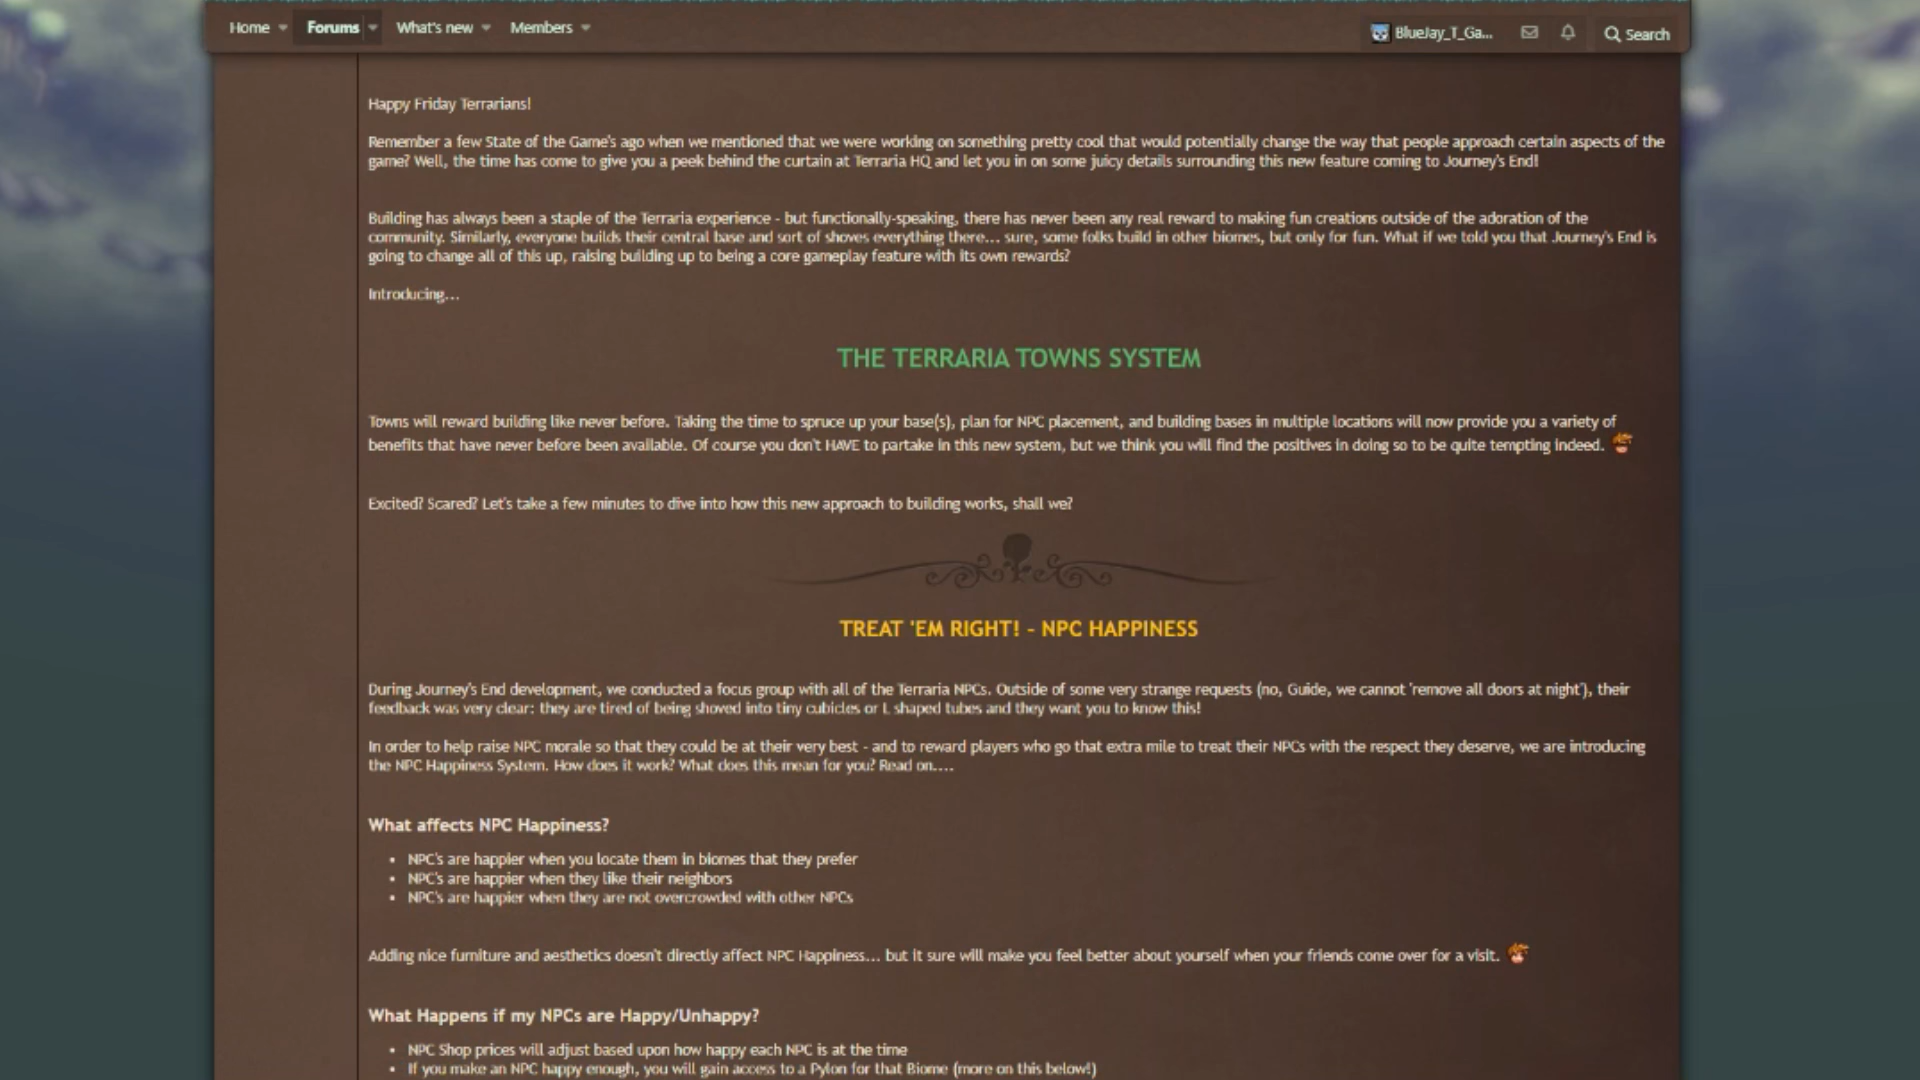 Home Forums What's new Members BlueJay_T_Ga... Search
Happy Friday Terrarians!
Remember a few State of the Game's ago when we mentioned that we were working on something pretty cool that would potentially change the way that people approach certain aspects of the
game? Well, the time has come to give you a peek behind the curtain at Terraria HQ and let you in on some juicy details surrounding this new feature coming to Journey's End!
Building has always been a staple of the Terraria experience - but functionally-speaking, there has never been any real reward to making fun creations outside of the adoration of the
community. Similarly, everyone builds their central base and sort of shoves everything there... sure, some folks build in other biomes, but only for fun. What if we told you that Journey's End is
going to change all of this up, raising building up to being a core gameplay feature with its own rewards?
Introducing...
THE TERRARIA TOWNS SYSTEM
Towns will reward building like never before. Taking the time to spruce up your base(s), plan for NPC placement, and building bases in multiple locations will now provide you a variety of
benefits that have never before been available. Of course you don't HAVE to partake in this new system, but we think you will find the positives in doing so to be quite tempting indeed.
Excited? Scared? Let's take a few minutes to dive into how this new approach to building works, shall we?
TREAT 'EM RIGHT! - NPC HAPPINESS
During Journey's End development, we conducted a focus group with all of the Terraria NPCs. Outside of some very strange requests (no, Guide, we cannot 'remove all doors at night'), their
feedback was very clear: they are tired of being shoved into tiny cubicles or L shaped tubes and they want you to know this!
In order to help raise NPC morale so that they could be at their very best - and to reward players who go that extra mile to treat their NPCs with the respect they deserve, we are introducing
the NPC Happiness System. How does it work? What does this mean for you? Read on....
What affects NPC Happiness?
• NPC's are happier when you locate them in biomes that they prefer
• NPC's are happier when they like their neighbors
• NPC's are happier when they are not overcrowded with other NPCs
Adding nice furniture and aesthetics doesn't directly affect NPC Happiness... but it sure will make you feel better about yourself when your friends come over for a visit.
What Happens if my NPCs are Happy/Unhappy?
• NPC Shop prices will adjust based upon how happy each NPC is at the time
• If you make an NPC happy enough, you will gain access to a Pylon for that Biome (more on this below!)